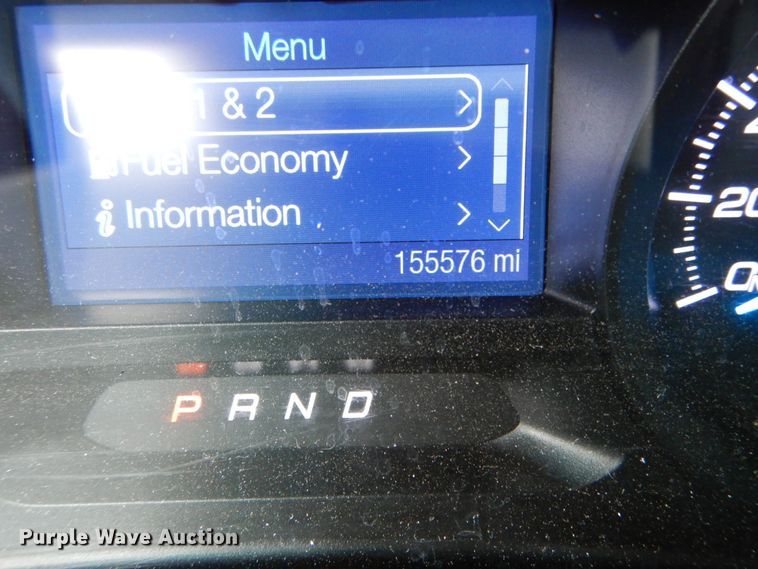 Menu
1 & 2
Fuel Economy
i Information
155576 mi
20
P R N D
Purple Wave Auction